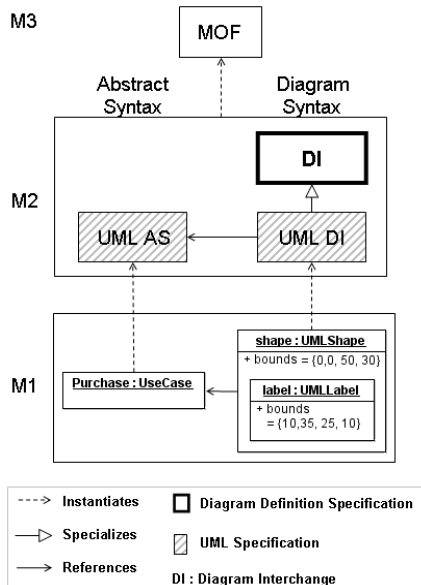 M3
MOF
Abstract
Syntax
Diagram
Syntax
DI
M2
UML AS
UML DI
shape : UMLShape
+ bounds = {0,0, 50, 30}
M1
Purchase : UseCase
label : UMLLabel
+ bounds
= {10,35, 25, 10}
Instantiates
Diagram Definition Specification
Specializes
UML Specification
References
DI : Diagram Interchange